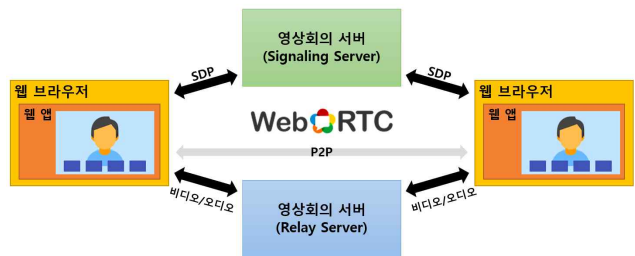 영상회의 서버
(Signaling Server)
SDP
SDP
웹 브라우저
웹 앱
웹 브라우저
웹 앱
Web RTC
P2P
비디오/오디오
비디오/오디오
영상회의 서버
(Relay Server)